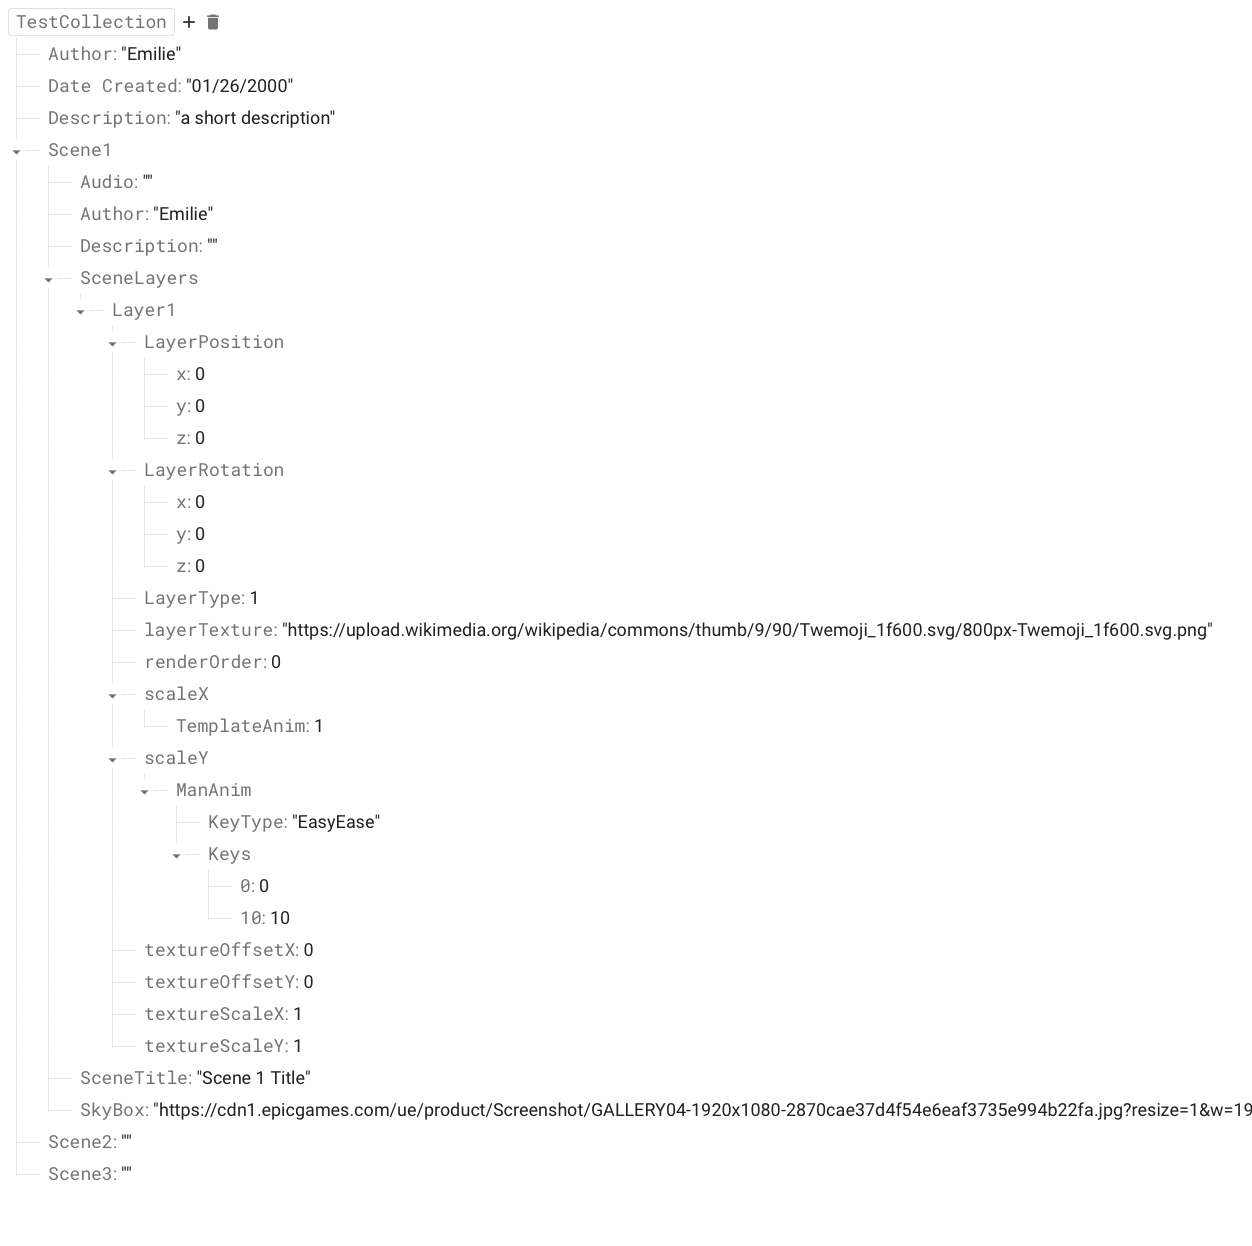 TestCollection
Author: "Emilie"
Date Created: "01/26/2000"
Description: "a short description"
Scene1
Audio: ""
Author: "Emilie"
Description: ""
SceneLayers
Layer1
LayerPosition
x: 0
y: 0
z: 0
LayerRotation
x: 0
y: 0
z: 0
LayerType: 1
layerTexture: "https://upload.wikimedia.org/wikipedia/commons/thumb/9/90/Twemoji_1f600.svg/800px-Twemoji_1f600.svg.png"
renderOrder: 0
scaleX
TemplateAnim: 1
scaleY
ManAnim
KeyType: "EasyEase"
Keys
0: 0
10: 10
textureOffsetX: 0
textureOffsetY: 0
textureScaleX: 1
textureScaleY: 1
SceneTitle: "Scene 1 Title"
SkyBox: "https://cdn1.epicgames.com/ue/product/Screenshot/GALLERY04-1920x1080-2870cae37d4f54e6eaf3735e994b22fa.jpg?resize=1&w=19
Scene2: ""
Scene3: ""